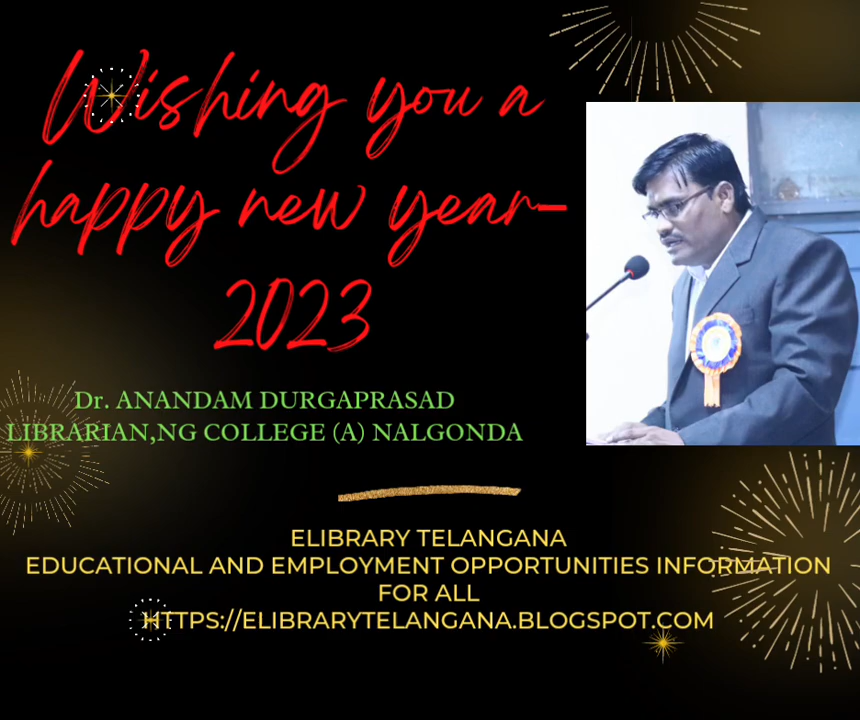 Wishing you a
happy new year-
2023
Dr. ANANDAM DURGAPRASAD
LIBRARIAN,NG COLLEGE (A) NALGONDA
ELIBRARY TELANGANA
EDUCATIONAL AND EMPLOYMENT OPPORTUNITIES INFORMATION
FOR ALL
HTTPS://ELIBRARYTELANGANA.BLOGSPOT.COM